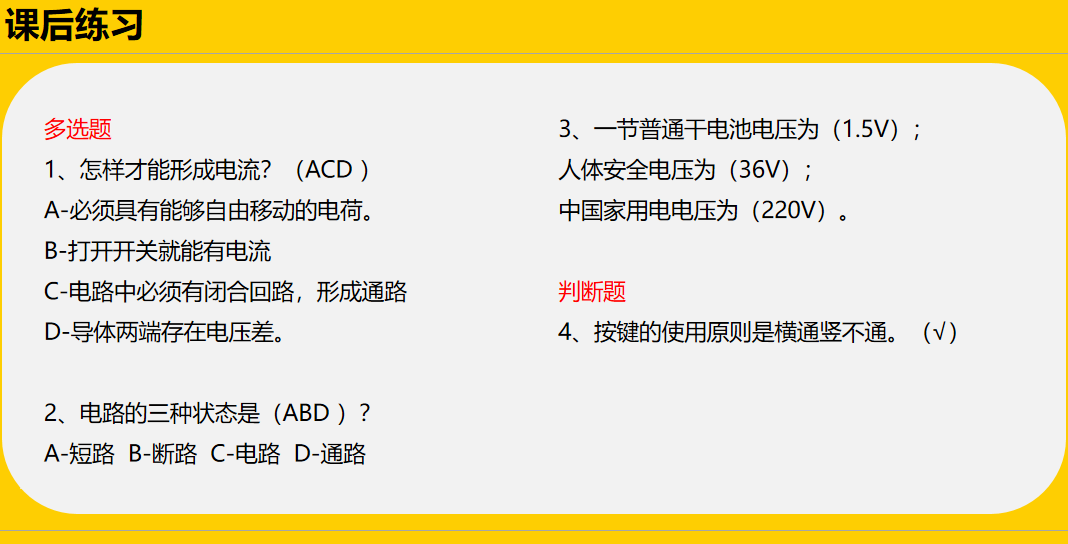 课后练习
多选题
1、怎样才能形成电流？（ACD ）
A-必须具有能够自由移动的电荷。
B-打开开关就能有电流
C-电路中必须有闭合回路，形成通路
D-导体两端存在电压差。
2、电路的三种状态是（ABD ）？
A-短路 B-断路 C-电路 D-通路
3、一节普通干电池电压为（1.5V）；
人体安全电压为（36V）；
中国家用电电压为（220V）。
判断题
4、按键的使用原则是横通竖不通。（√ ）